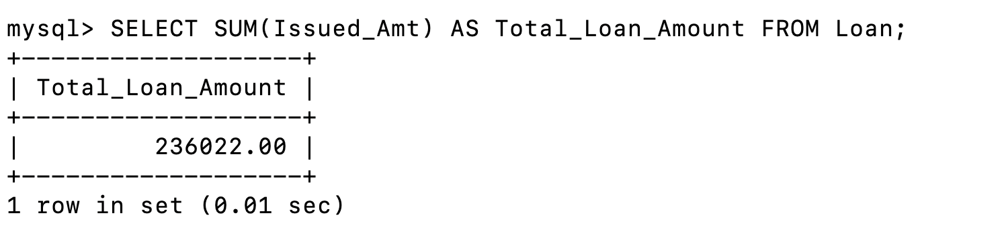 mysql> SELECT SUM(Issued_Amt) AS Total_Loan_Amount FROM Loan;
+-------------------+
| Total_Loan_Amount |
+-------------------+
|         236022.00 |
+-------------------+
1 row in set (0.01 sec)